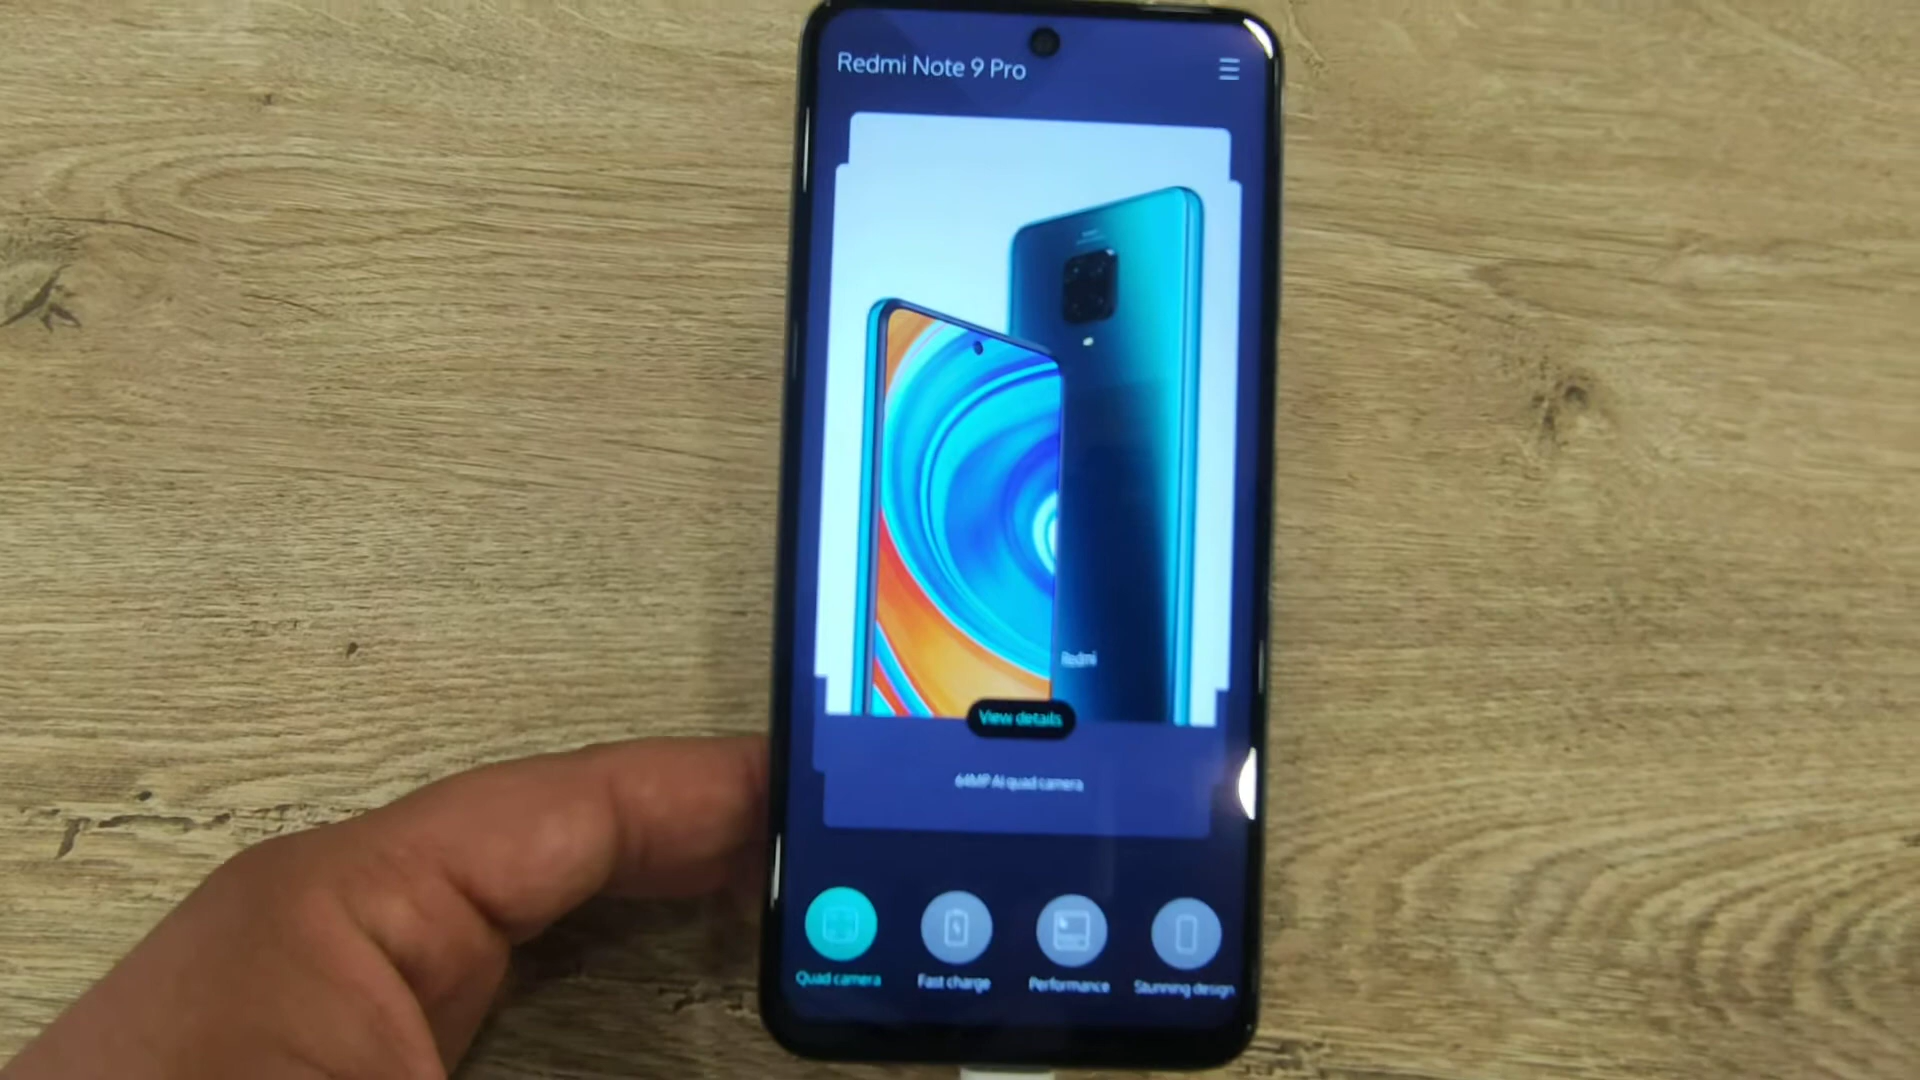 Redmi Note 9 Pro
Redmi
View details
64MP AI quad camera
Quad camera
Fast charge
Performance
Stunning design